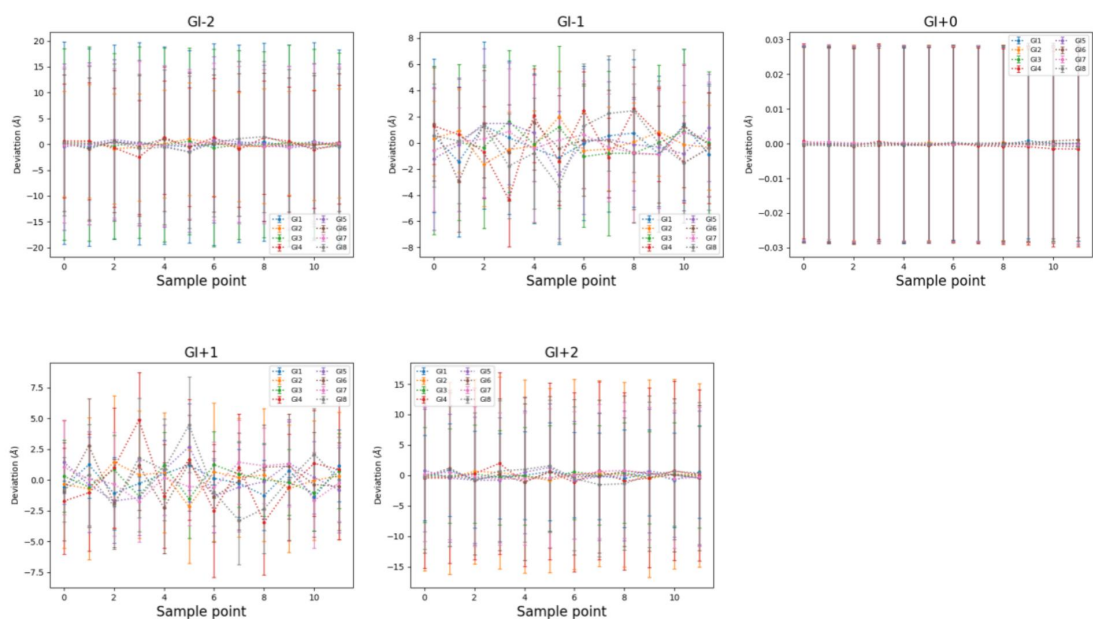 GI-2
20
15
10
5
0
−5
−10
−15
−20
Deviattion (Å)
GI1 GI5
GI2 GI6
GI3 GI7
GI4 GI8
0 2 4 6 8 10
Sample point
GI-1
8
6
4
2
0
−2
−4
−6
−8
Deviattion (Å)
GI1 GI5
GI2 GI6
GI3 GI7
GI4 GI8
0 2 4 6 8 10
Sample point
GI+0
0.03
0.02
0.01
0.00
−0.01
−0.02
−0.03
Deviattion (Å)
GI1 GI5
GI2 GI6
GI3 GI7
GI4 GI8
0 2 4 6 8 10
Sample point
GI+1
7.5
5.0
2.5
0.0
−2.5
−5.0
−7.5
Deviattion (Å)
GI1 GI5
GI2 GI6
GI3 GI7
GI4 GI8
0 2 4 6 8 10
Sample point
GI+2
15
10
5
0
−5
−10
−15
Deviattion (Å)
GI1 GI5
GI2 GI6
GI3 GI7
GI4 GI8
0 2 4 6 8 10
Sample point